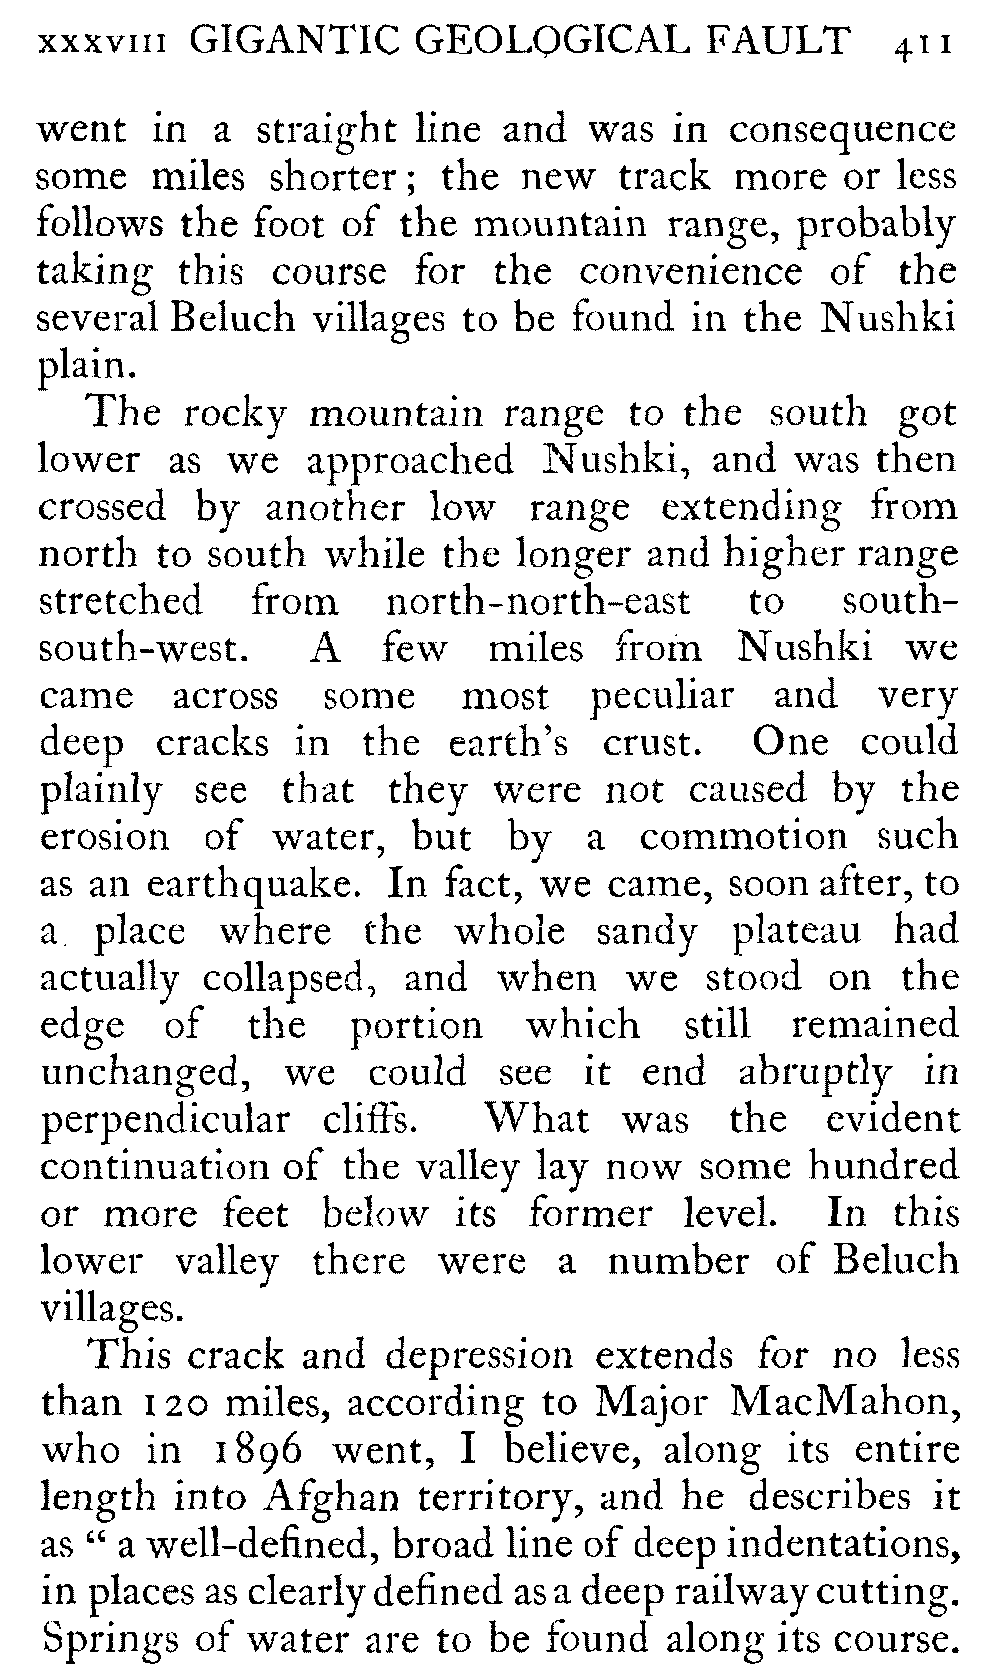 XXXVIII GIGANTIC GEOLOGICAL FAULT 411
went in a straight line and was in consequence
some miles shorter; the new track more or less
follows the foot of the mountain range, probably
taking this course for the convenience of the
several Beluch villages to be found in the Nushki
plain.
The rocky mountain range to the south got
lower as we approached Nushki, and was then
crossed by another low range extending from
north to south while the longer and higher range
stretched from north-north-east to south-
south-west. A few miles from Nushki we
came across some most peculiar and very
deep cracks in the earth's crust. One could
plainly see that they were not caused by the
erosion of water, but by a commotion such
as an earthquake. In fact, we came, soon after, to
a place where the whole sandy plateau had
actually collapsed, and when we stood on the
edge of the portion which still remained
unchanged, we could see it end abruptly in
perpendicular cliffs. What was the evident
continuation of the valley lay now some hundred
or more feet below its former level. In this
lower valley there were a number of Beluch
villages.
This crack and depression extends for no less
than 120 miles, according to Major MacMahon,
who in 1896 went, I believe, along its entire
length into Afghan territory, and he describes it
as “ a well-defined, broad line of deep indentations,
in places as clearly defined as a deep railway cutting.
Springs of water are to be found along its course.